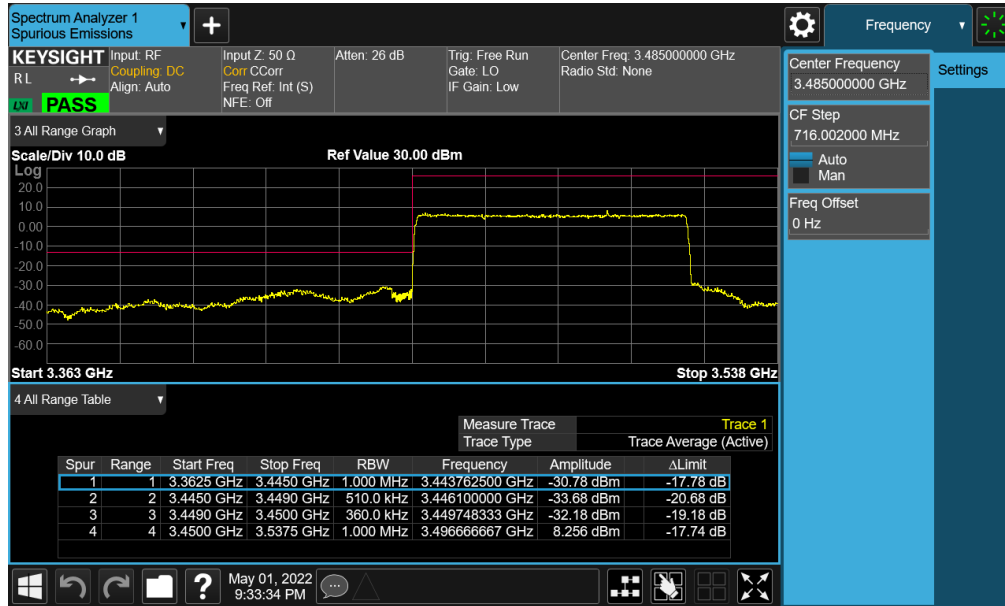 Spectrum Analyzer 1
Spurious Emissions
+
Frequency
KEYSIGHT
R L
LXI
PASS
Input: RF
Coupling: DC
Align: Auto
Input Z: 50 Ω
Corr CCorr
Freq Ref: Int (S)
NFE: Off
Atten: 26 dB
Trig: Free Run
Gate: LO
IF Gain: Low
Center Freq: 3.485000000 GHz
Radio Std: None
Center Frequency
3.485000000 GHz
Settings
CF Step
716.002000 MHz
Auto
Man
Freq Offset
0 Hz
3 All Range Graph
Scale/Div 10.0 dB Ref Value 30.00 dBm
Log
20.0
10.0
0.00
-10.0
-20.0
-30.0
-40.0
-50.0
-60.0
Start 3.363 GHz Stop 3.538 GHz
4 All Range Table
Measure Trace Trace 1
Trace Type Trace Average (Active)
Spur Range Start Freq Stop Freq RBW Frequency Amplitude ΔLimit
1 1 3.3625 GHz 3.4450 GHz 1.000 MHz 3.443762500 GHz -30.78 dBm -17.78 dB
2 2 3.4450 GHz 3.4490 GHz 510.0 kHz 3.446100000 GHz -33.68 dBm -20.68 dB
3 3 3.4490 GHz 3.4500 GHz 360.0 kHz 3.449748333 GHz -32.18 dBm -19.18 dB
4 4 3.4500 GHz 3.5375 GHz 1.000 MHz 3.496666667 GHz 8.256 dBm -17.74 dB
?
May 01, 2022
9:33:34 PM